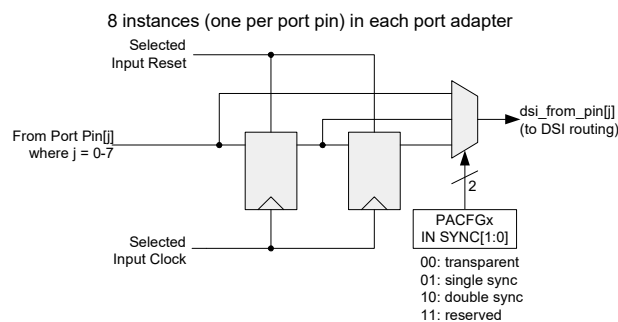 8 instances (one per port pin) in each port adapter
Selected
Input Reset
dsi_from_pin[j]
(to DSI routing)
From Port Pin[j]
where j = 0-7
2
PACFGx
IN SYNC[1:0]
Selected
Input Clock
00: transparent
01: single sync
10: double sync
11: reserved